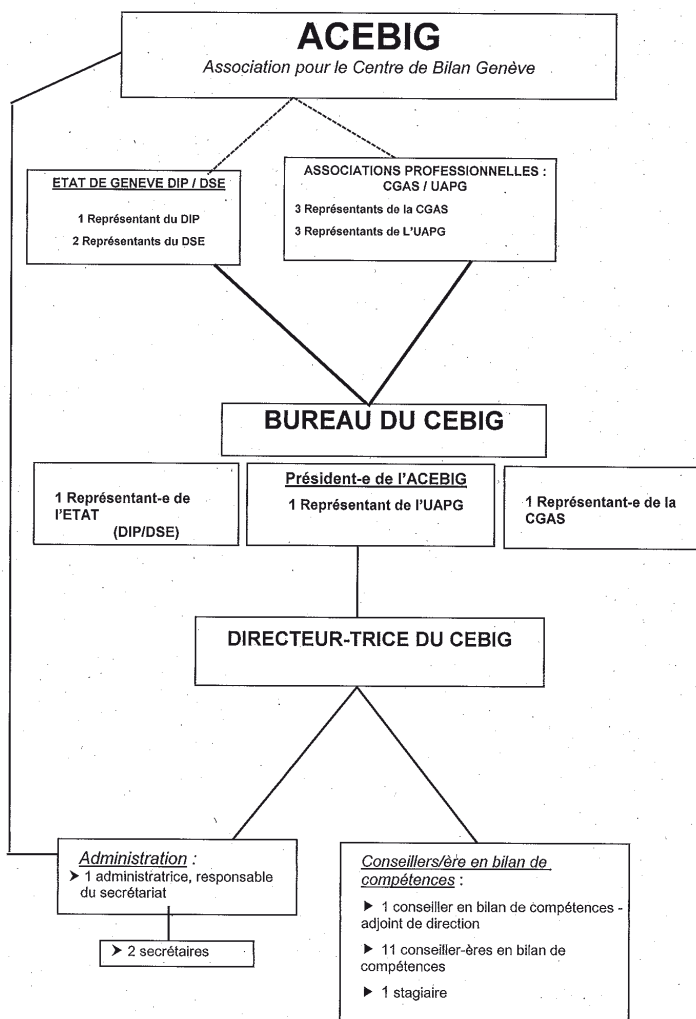 ACEBIG
Association pour le Centre de Bilan Genève
ETAT DE GENEVE DIP / DSE
1 Représentant du DIP
2 Représentants du DSE
ASSOCIATIONS PROFESSIONNELLES :
CGAS / UAPG
3 Représentants de la CGAS
3 Représentants de L'UAPG
BUREAU DU CEBIG
1 Représentant-e de
l'ETAT
(DIP/DSE)
Président-e de l'ACEBIG
1 Représentant de l'UAPG
1 Représentant-e de la
CGAS
DIRECTEUR-TRICE DU CEBIG
Administration :
➤ 1 administratrice, responsable
du secrétariat
➤ 2 secrétaires
Conseillers/ère en bilan de
compétences :
► 1 conseiller en bilan de compétences -
adjoint de direction
► 11 conseiller-ères en bilan de
compétences
► 1 stagiaire